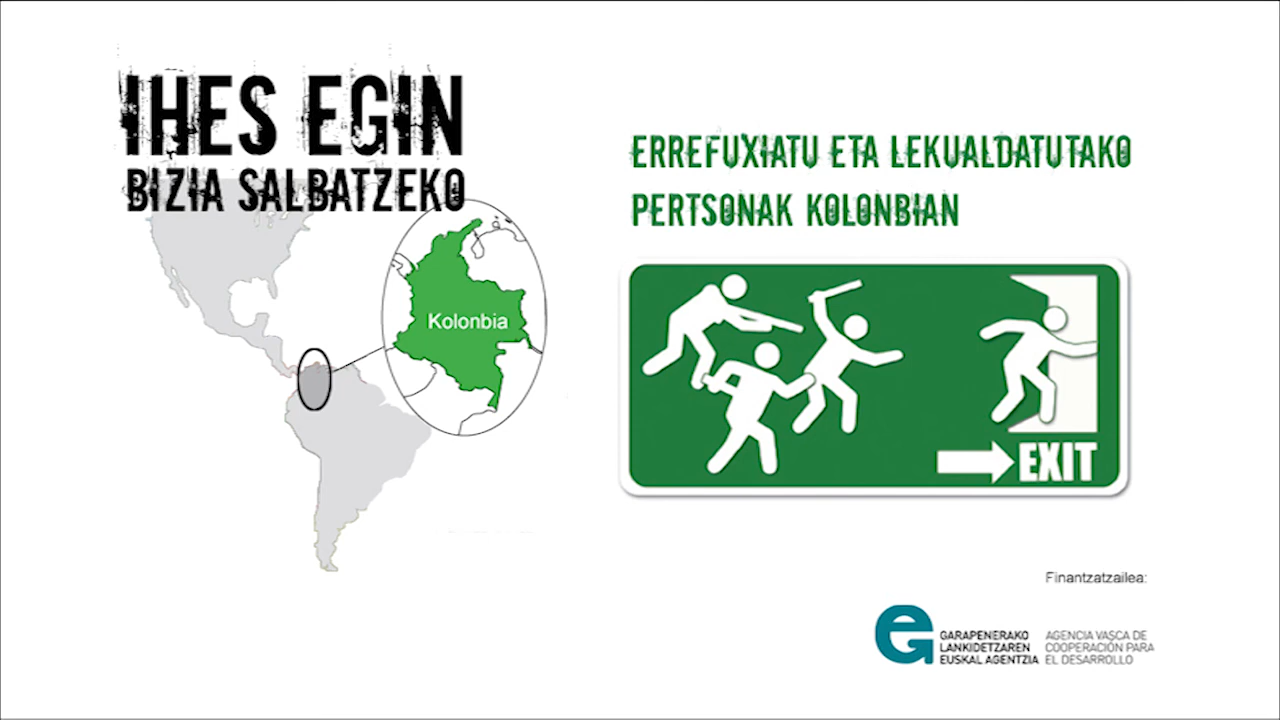 IHES EGIN
BIZIA SALBATZEKO
ERREFUXIATU ETA LEKUALDATUTAKO
PERTSONAK KOLONBIAN
Kolonbia
EXIT
Finantzatzailea:
e
GARAPENERAKO
LANKIDETZAREN
EUSKAL AGENTZIA
AGENCIA VASCA DE
COOPERACIÓN PARA
EL DESARROLLO